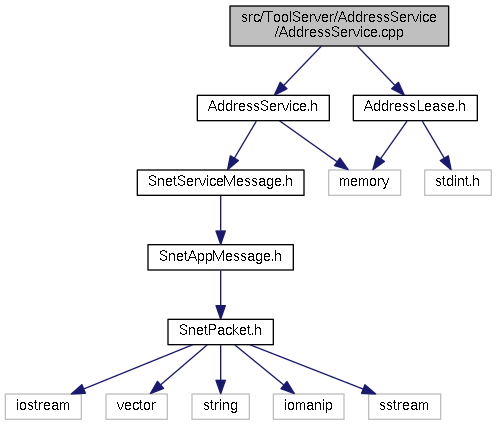 src/ToolServer/AddressService
/AddressService.cpp
AddressService.h
AddressLease.h
SnetServiceMessage.h
memory
stdint.h
SnetAppMessage.h
SnetPacket.h
iostream
vector
string
iomanip
sstream